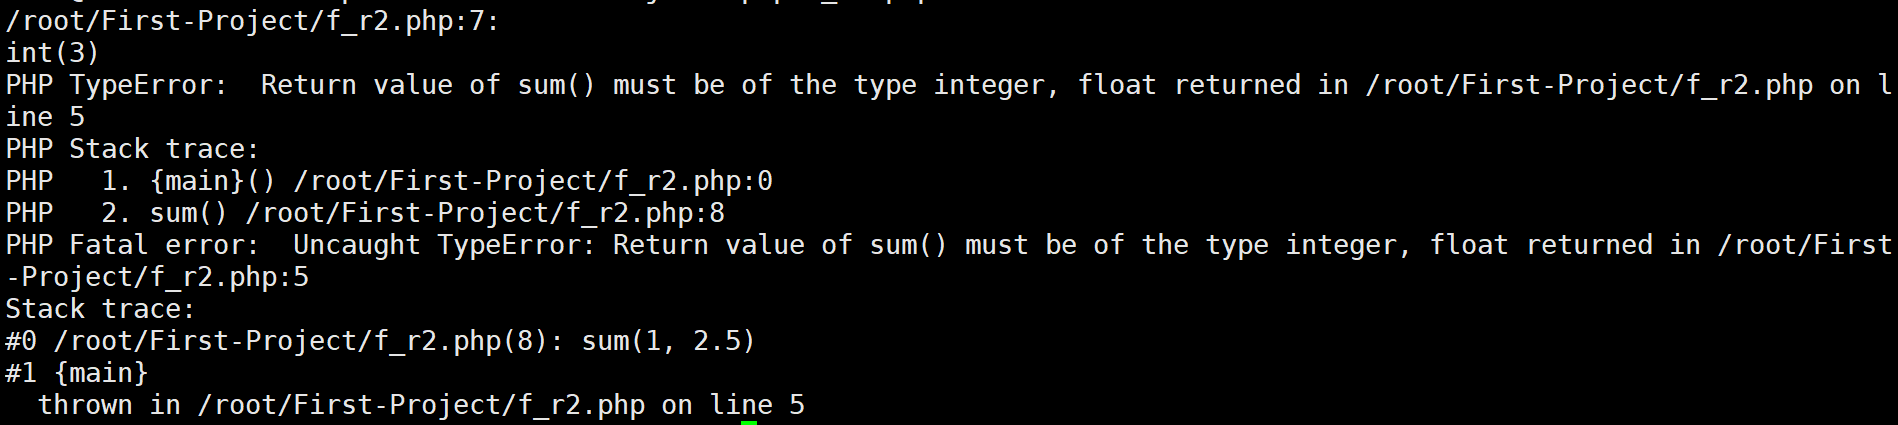 /root/First-Project/f_r2.php:7:
int(3)
PHP TypeError:  Return value of sum() must be of the type integer, float returned in /root/First-Project/f_r2.php on l
ine 5
PHP Stack trace:
PHP   1. {main}() /root/First-Project/f_r2.php:0
PHP   2. sum() /root/First-Project/f_r2.php:8
PHP Fatal error:  Uncaught TypeError: Return value of sum() must be of the type integer, float returned in /root/First
-Project/f_r2.php:5
Stack trace:
#0 /root/First-Project/f_r2.php(8): sum(1, 2.5)
#1 {main}
  thrown in /root/First-Project/f_r2.php on line 5